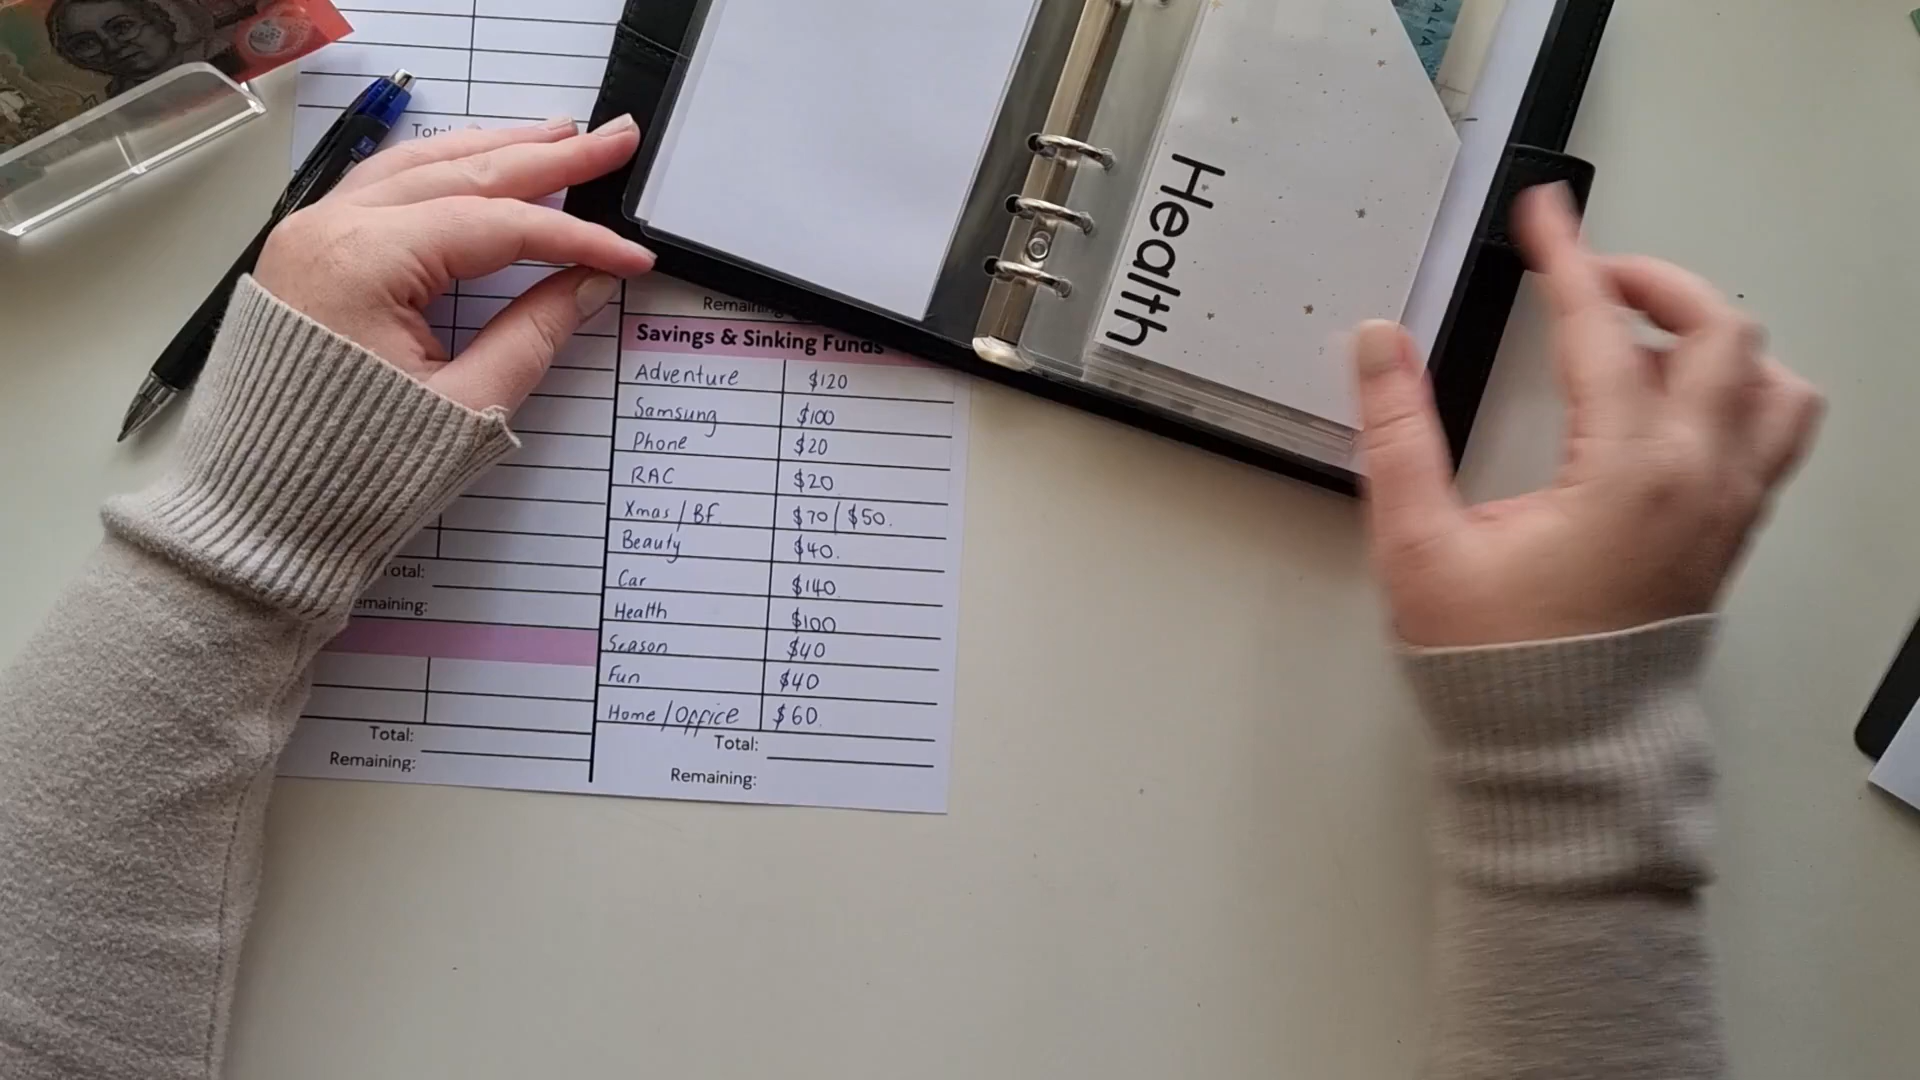 ALIA
Total:
Health
Remaining:
Savings & Sinking Funds
Adventure $120
Samsung $100
Phone $20
RAC $20
Xmas / BF. $70 / $50.
Beauty $40.
Car $140.
Health $100
Season $40
Fun $40
Home / Office $60.
Total:
Remaining:
Total:
Remaining:
Total:
Remaining: